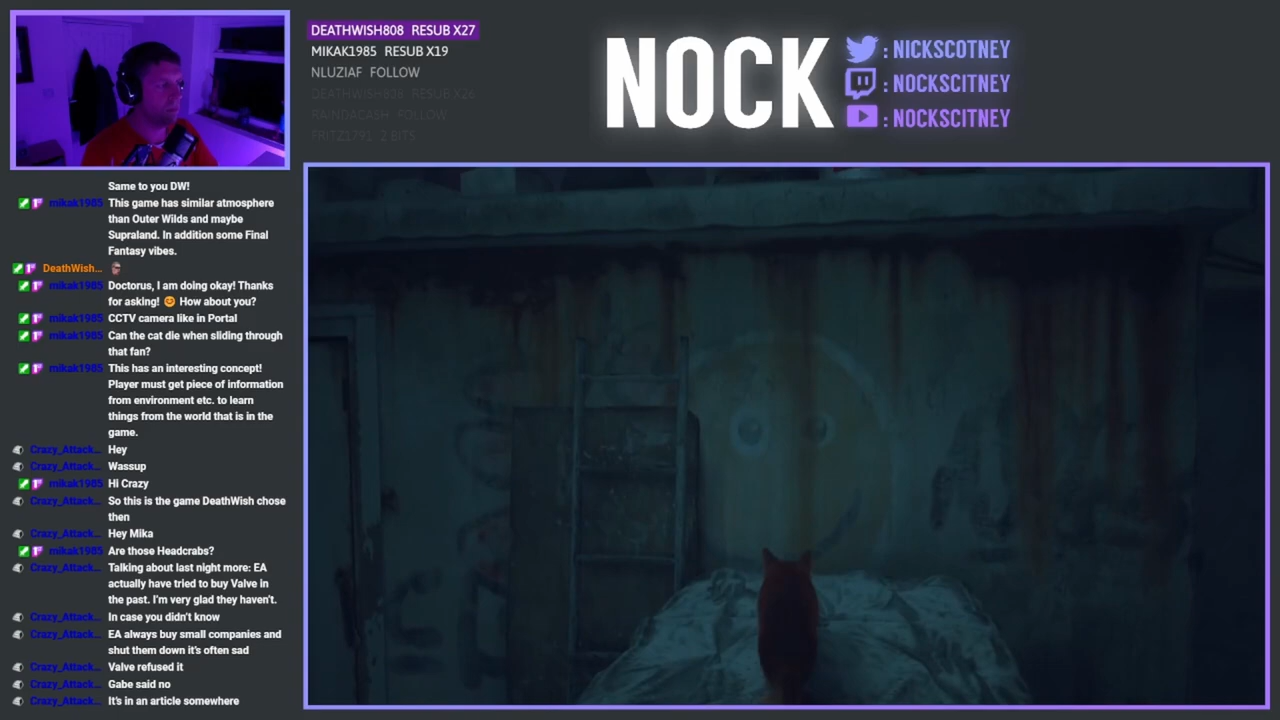 DEATHWISH808 RESUB X27
MIKAK1985 RESUB X19
NLUZIAF FOLLOW
DEATHWISH808 RESUB X26
RAINDACASH FOLLOW
FRITZ1791 2 BITS
NOCK
: NICKSCOTNEY
: NOCKSCITNEY
: NOCKSCITNEY
Same to you DW!
mikak1985 This game has similar atmosphere
than Outer Wilds and maybe
Supraland. In addition some Final
Fantasy vibes.
DeathWish...
mikak1985 Doctorus, I am doing okay! Thanks
for asking! 😊 How about you?
mikak1985 CCTV camera like in Portal
mikak1985 Can the cat die when sliding through
that fan?
mikak1985 This has an interesting concept!
Player must get piece of information
from environment etc. to learn
things from the world that is in the
game.
Crazy_Attack... Hey
Crazy_Attack... Wassup
mikak1985 Hi Crazy
Crazy_Attack... So this is the game DeathWish chose
then
Crazy_Attack... Hey Mika
mikak1985 Are those Headcrabs?
Crazy_Attack... Talking about last night more: EA
actually have tried to buy Valve in
the past. I'm very glad they haven't.
Crazy_Attack... In case you didn't know
Crazy_Attack... EA always buy small companies and
shut them down it's often sad
Crazy_Attack... Valve refused it
Crazy_Attack... Gabe said no
Crazy_Attack... It's in an article somewhere